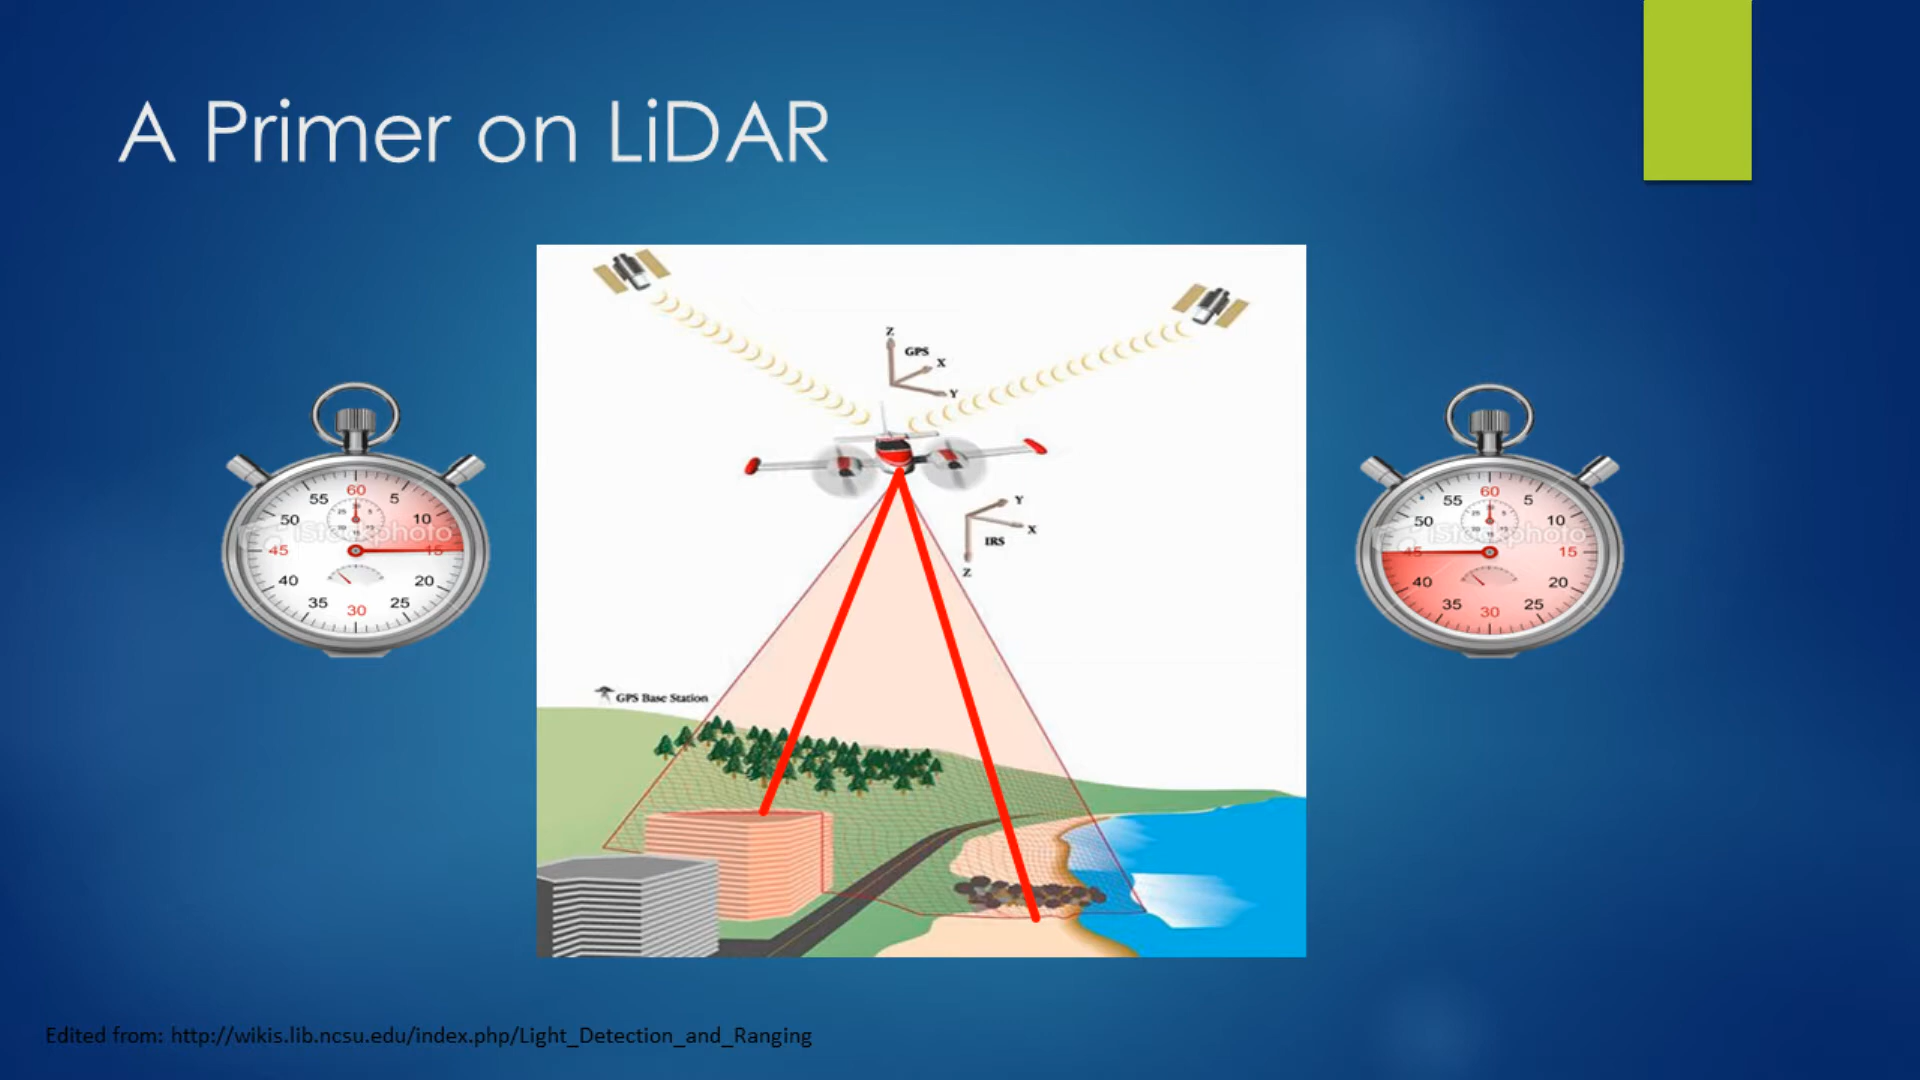 A Primer on LiDAR
Z
GPS
X
Y
Y
X
IRS
Z
GPS Base Station
60
55
5
50
10
iStockphoto
45
15
40
20
35
25
30
60
55
5
50
10
iStockphoto
45
15
40
20
35
25
30
Edited from: http://wikis.lib.ncsu.edu/index.php/Light_Detection_and_Ranging